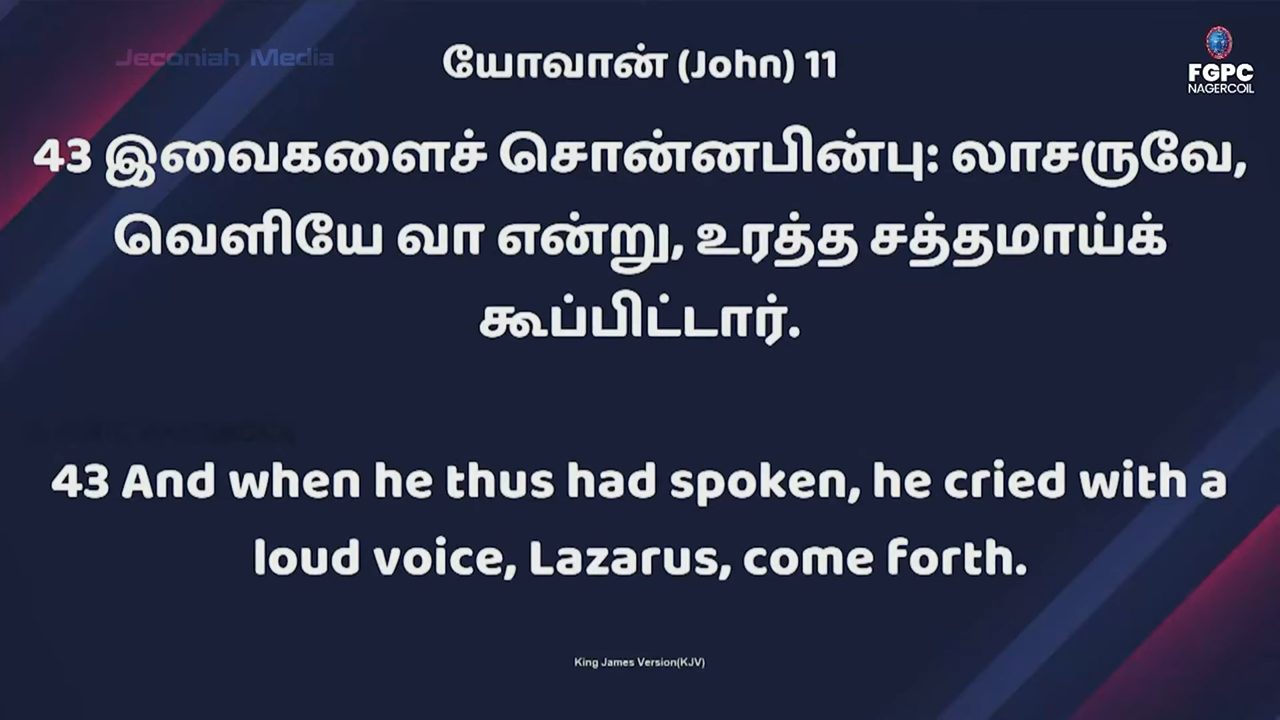 Jeconiah Media
யோவான் (John) 11
FGPC
NAGERCOIL
43 இவைகளைச் சொன்னபின்பு: லாசருவே,
வெளியே வா என்று, உரத்த சத்தமாய்க்
கூப்பிட்டார்.
43 And when he thus had spoken, he cried with a
loud voice, Lazarus, come forth.
King James Version(KJV)